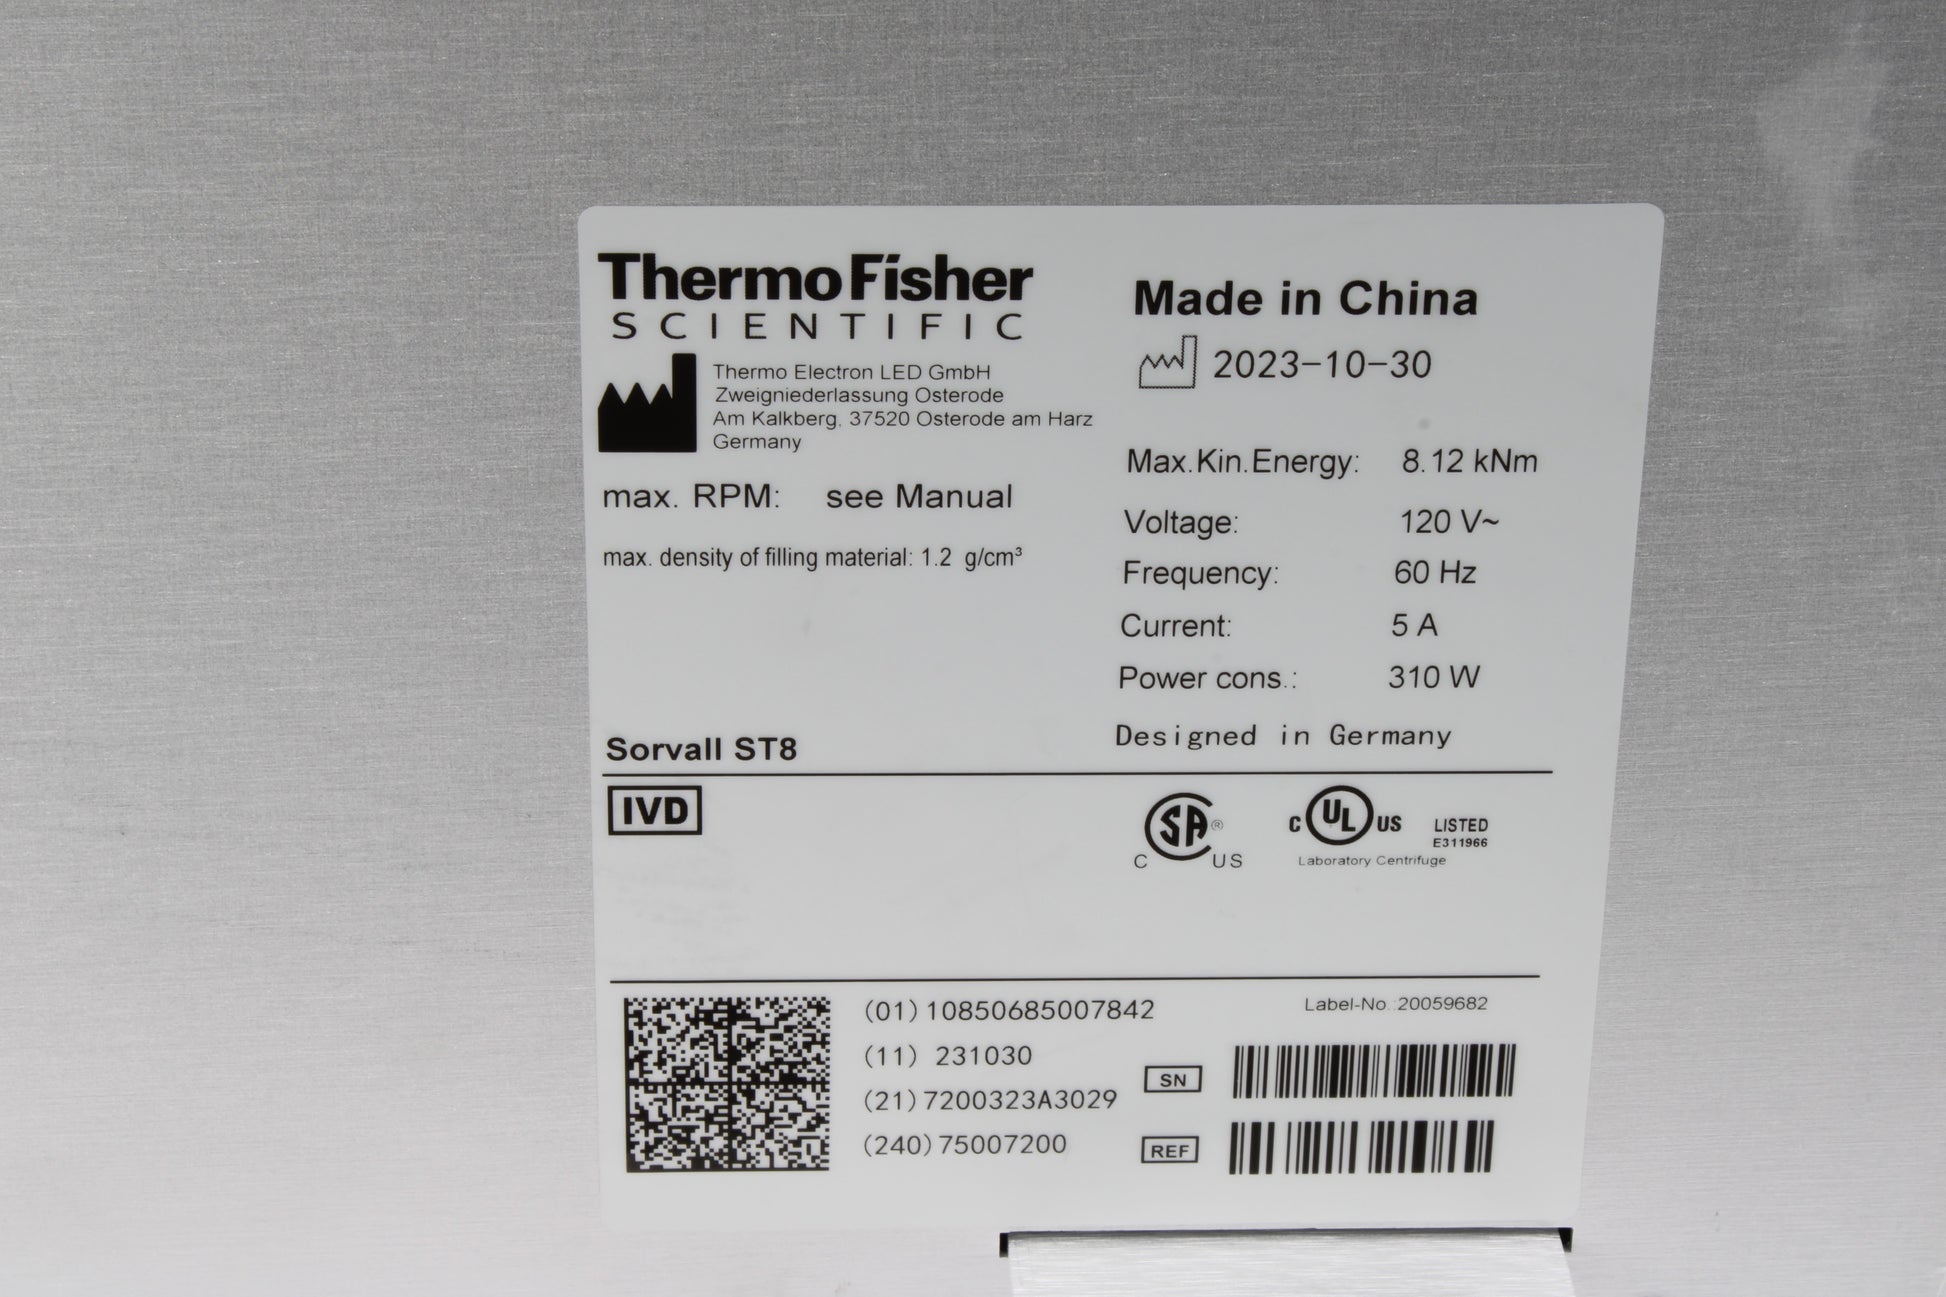 ThermoFisher
SCIENTIFIC
Thermo Electron LED GmbH
Zweigniederlassung Osterode
Am Kalkberg, 37520 Osterode am Harz
Germany
max. RPM: see Manual
max. density of filling material: 1.2 g/cm³
Sorvall ST8
Made in China
2023-10-30
Max.Kin.Energy: 8.12 kNm
Voltage: 120 V~
Frequency: 60 Hz
Current: 5 A
Power cons.: 310 W
Designed in Germany
IVD
SA ®
C US
C UL US LISTED
E311966
Laboratory Centrifuge
(01) 10850685007842
(11) 231030
(21) 7200323A3029
(240) 75007200
Label-No.:20059682
SN
REF